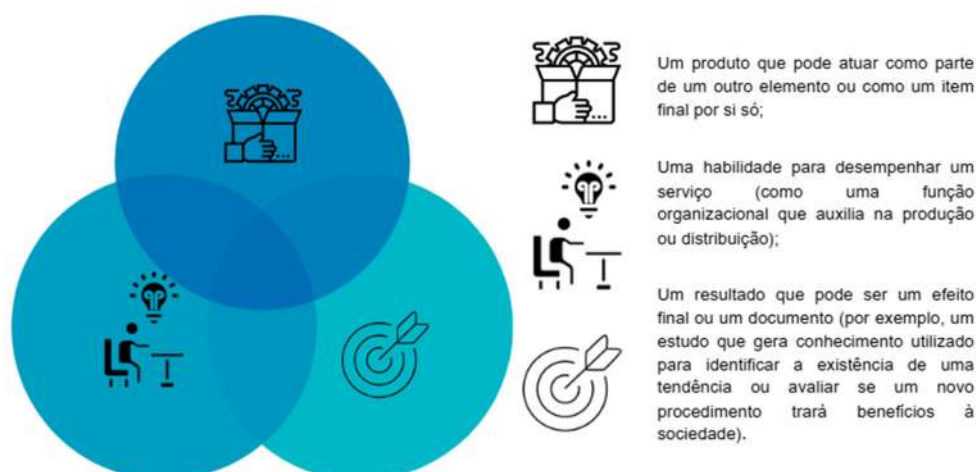 Um produto que pode atuar como parte
de um outro elemento ou como um item
final por si só;
Uma habilidade para desempenhar um
serviço (como uma função
organizacional que auxilia na produção
ou distribuição);
Um resultado que pode ser um efeito
final ou um documento (por exemplo, um
estudo que gera conhecimento utilizado
para identificar a existência de uma
tendência ou avaliar se um novo
procedimento trará benefícios à
sociedade).